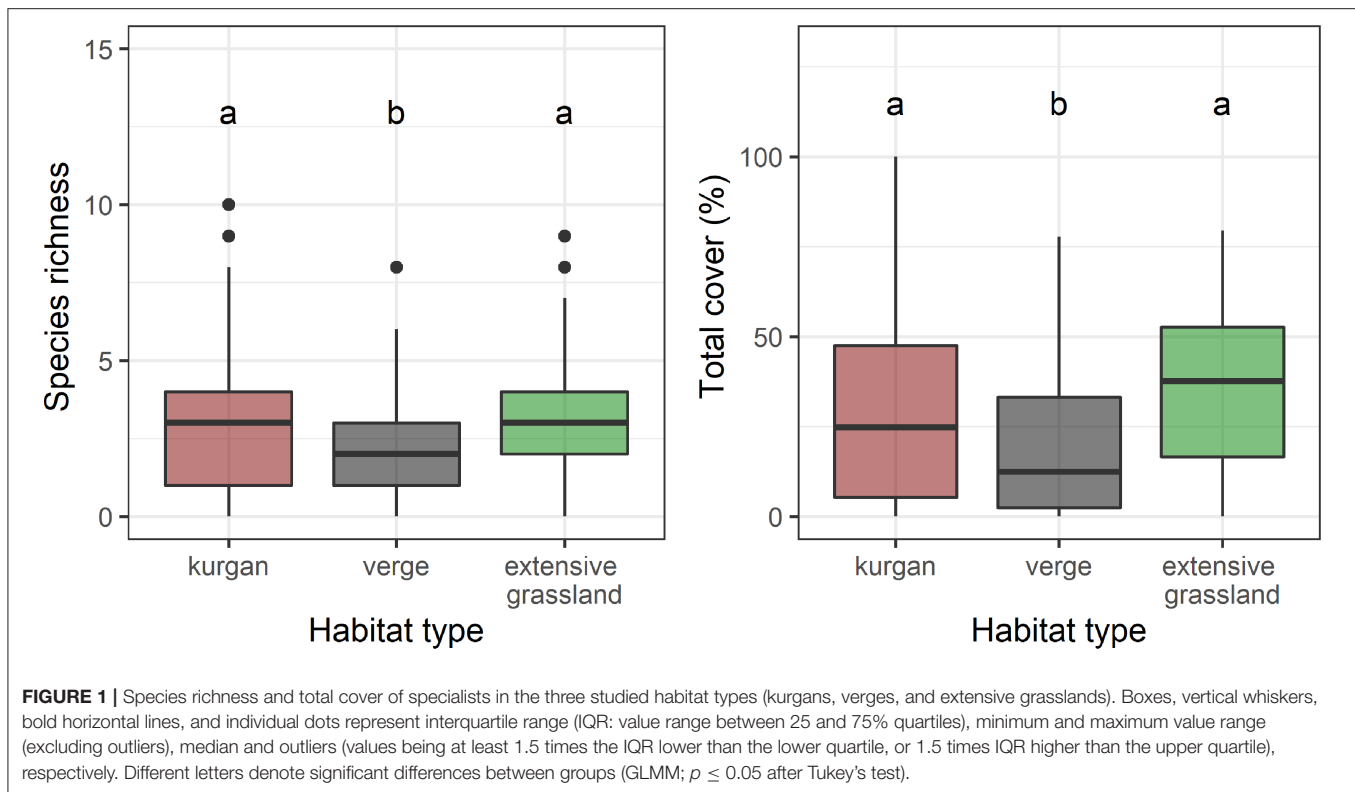 15
10
5
0
Species richness
a b a
kurgan verge extensive
grassland
Habitat type
100
50
0
Total cover (%)
a b a
kurgan verge extensive
grassland
Habitat type
FIGURE 1 | Species richness and total cover of specialists in the three studied habitat types (kurgans, verges, and extensive grasslands). Boxes, vertical whiskers,
bold horizontal lines, and individual dots represent interquartile range (IQR: value range between 25 and 75% quartiles), minimum and maximum value range
(excluding outliers), median and outliers (values being at least 1.5 times the IQR lower than the lower quartile, or 1.5 times IQR higher than the upper quartile),
respectively. Different letters denote significant differences between groups (GLMM; p ≤ 0.05 after Tukey’s test).